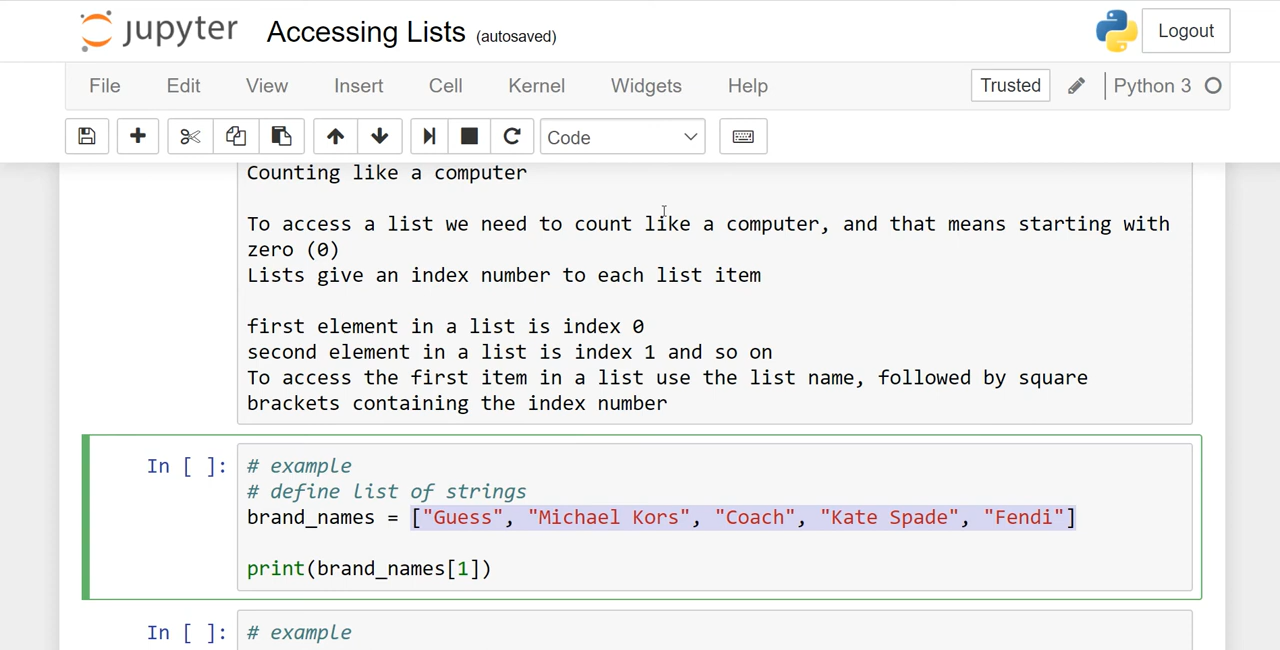 jupyter Accessing Lists (autosaved) Logout
File Edit View Insert Cell Kernel Widgets Help Trusted Python 3
Code
Counting like a computer
To access a list we need to count like a computer, and that means starting with
zero (0)
Lists give an index number to each list item
first element in a list is index 0
second element in a list is index 1 and so on
To access the first item in a list use the list name, followed by square
brackets containing the index number
In [ ]: # example
# define list of strings
brand_names = ["Guess", "Michael Kors", "Coach", "Kate Spade", "Fendi"]
print(brand_names[1])
In [ ]: # example